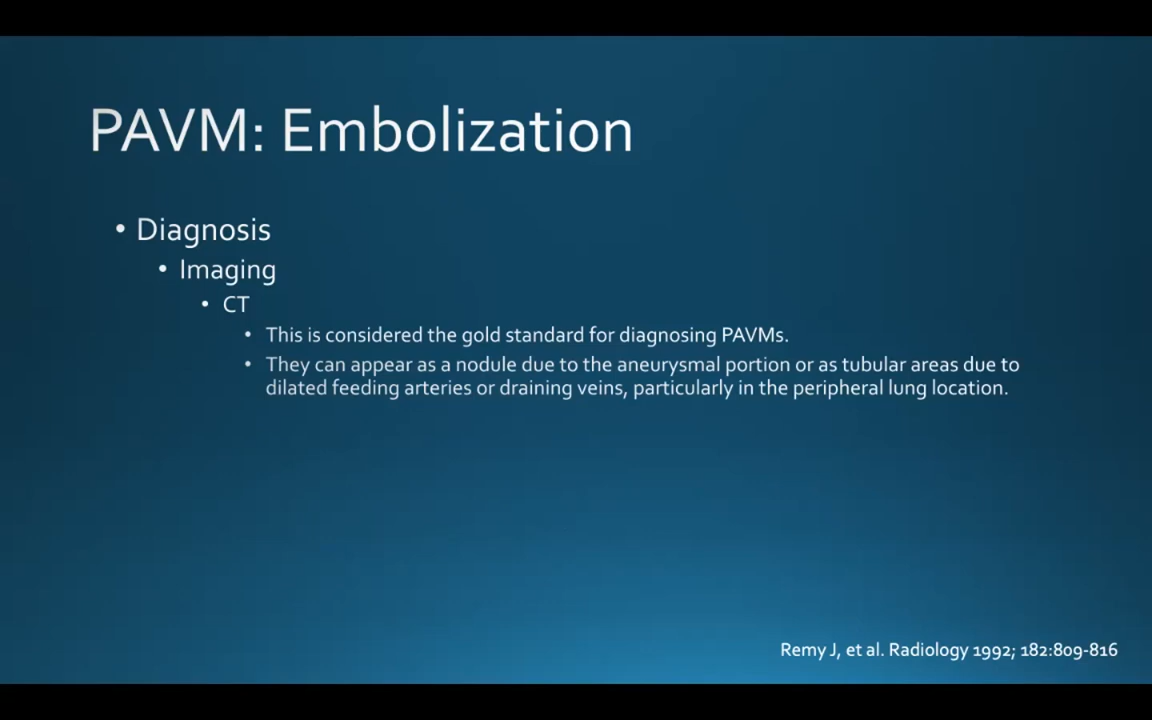 PAVM: Embolization
• Diagnosis
• Imaging
• CT
• This is considered the gold standard for diagnosing PAVMs.
• They can appear as a nodule due to the aneurysmal portion or as tubular areas due to
dilated feeding arteries or draining veins, particularly in the peripheral lung location.
Remy J, et al. Radiology 1992; 182:809-816